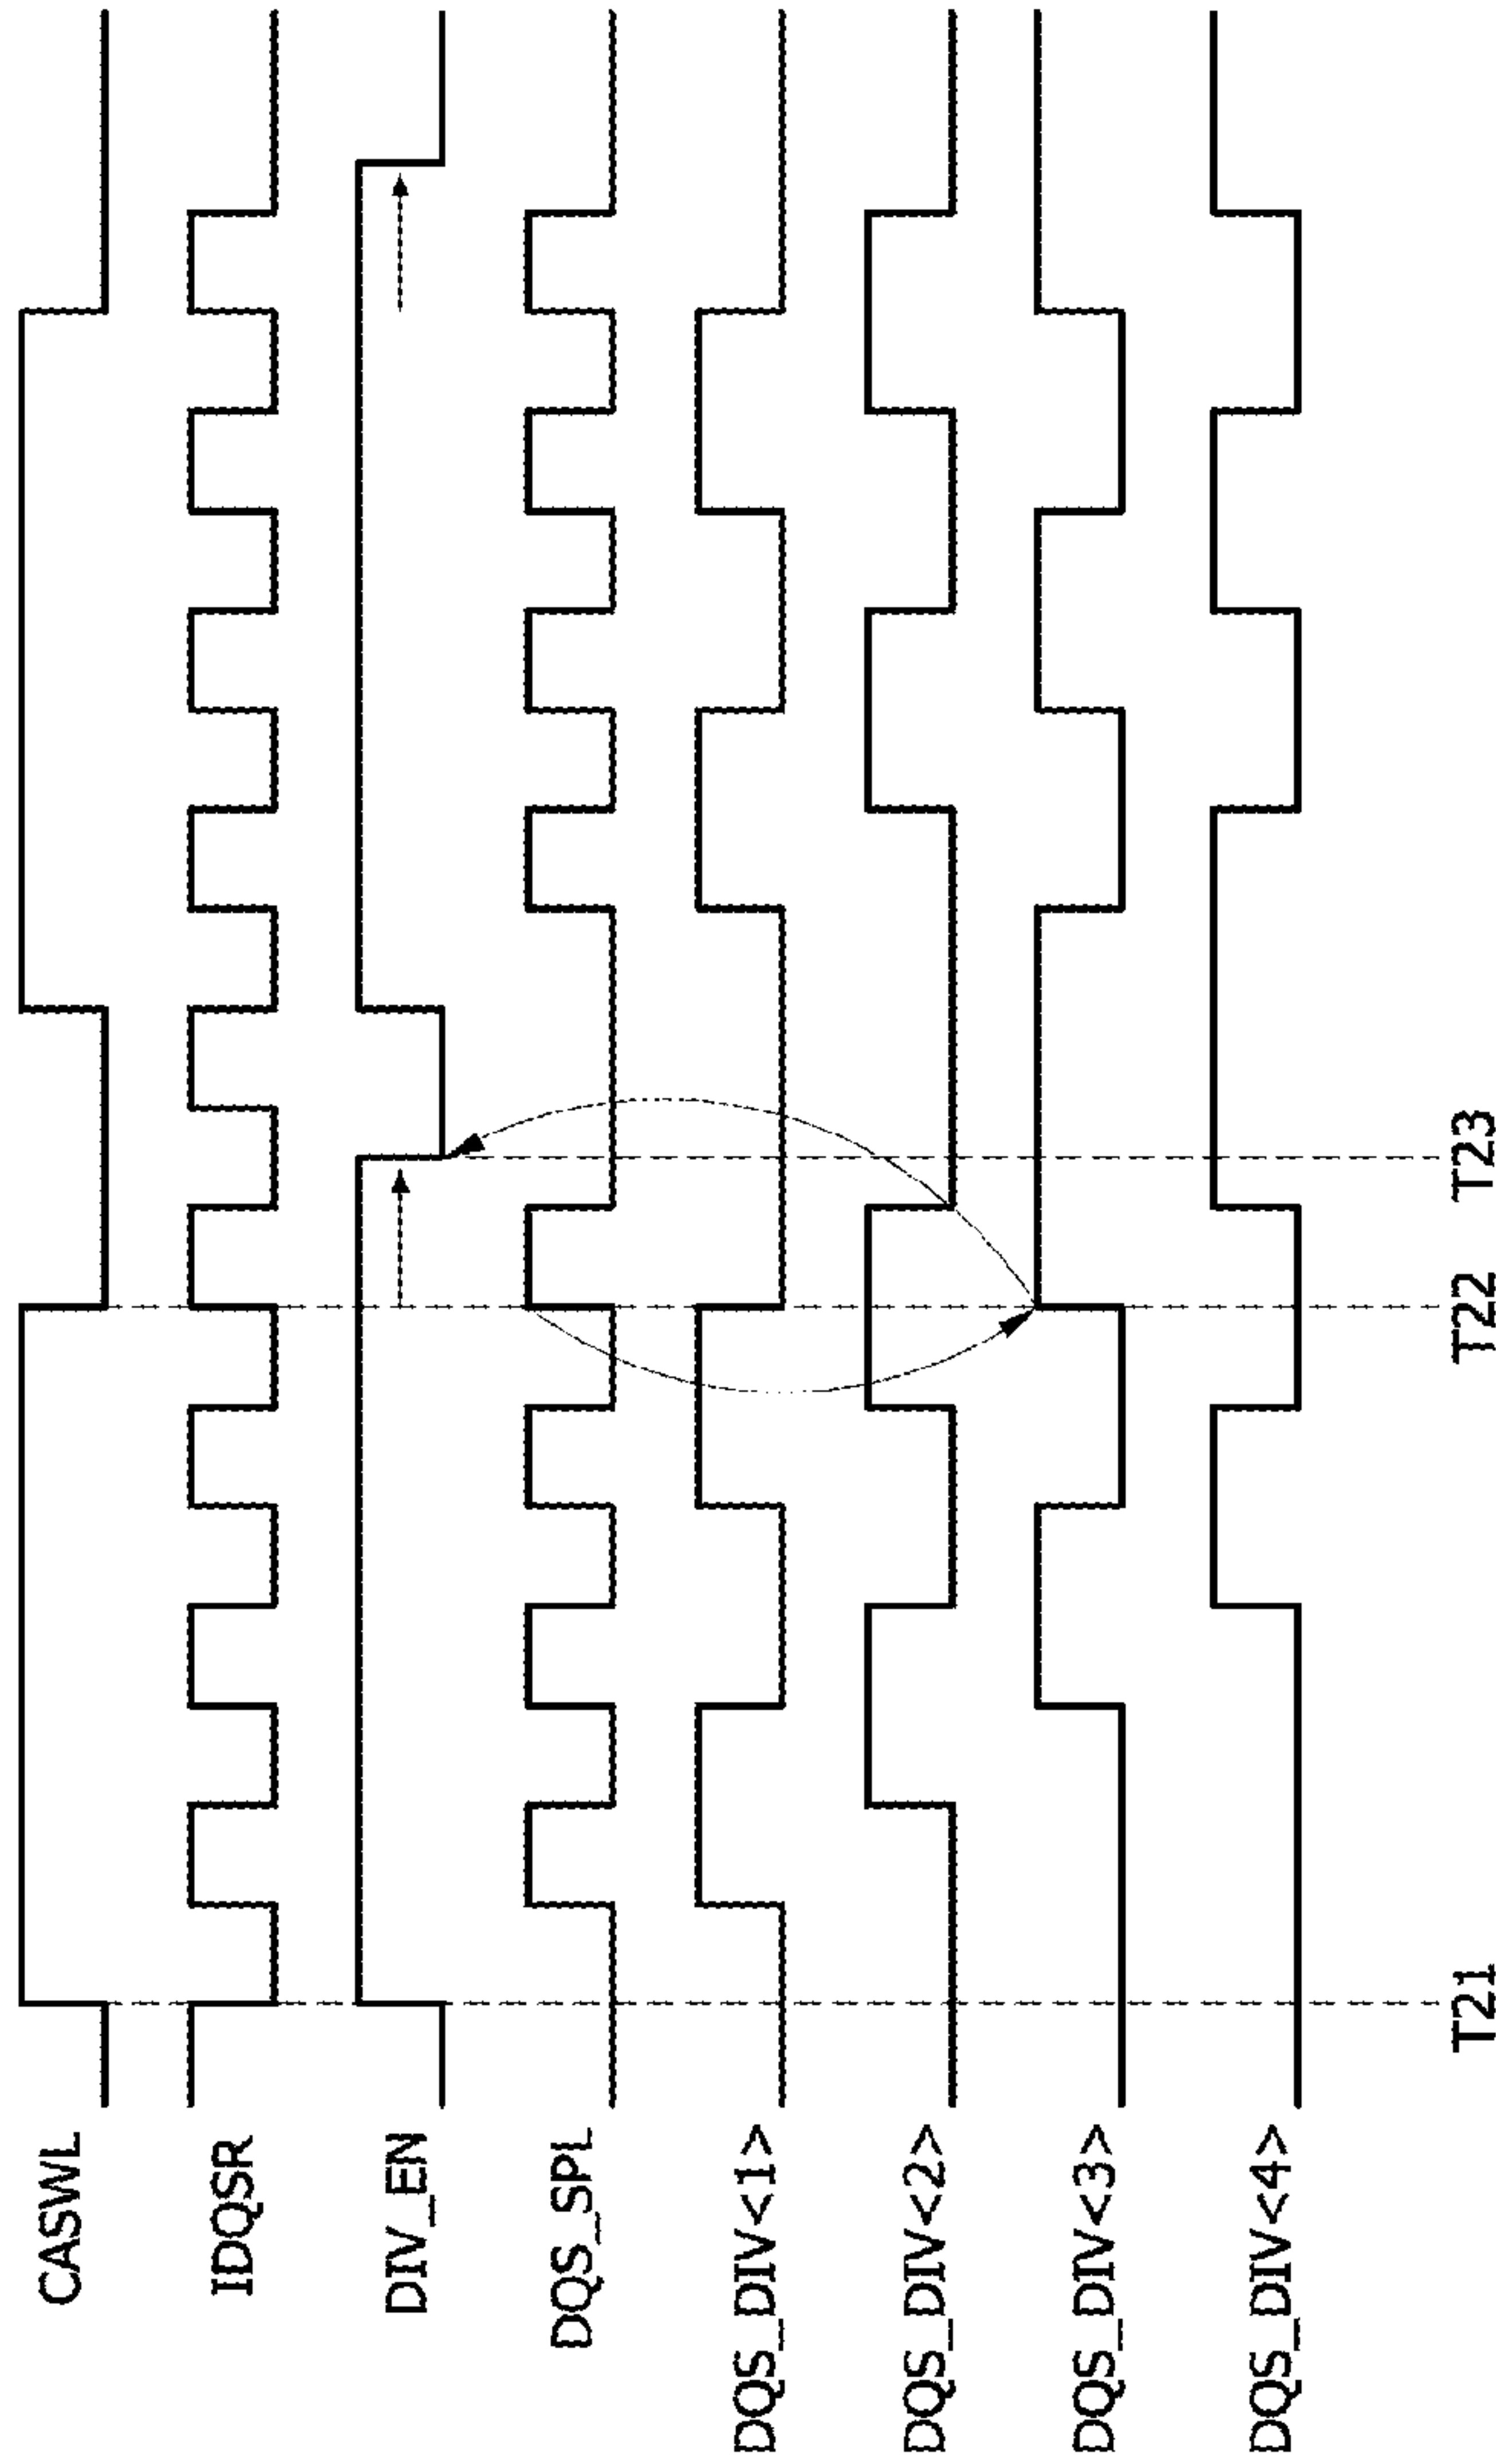 CASWL
IDQSR
DIV_EN
DQS_SPL
DQS_DIV<1>
DQS_DIV<2>
DQS_DIV<3>
DQS_DIV<4>
T21 T22 T23